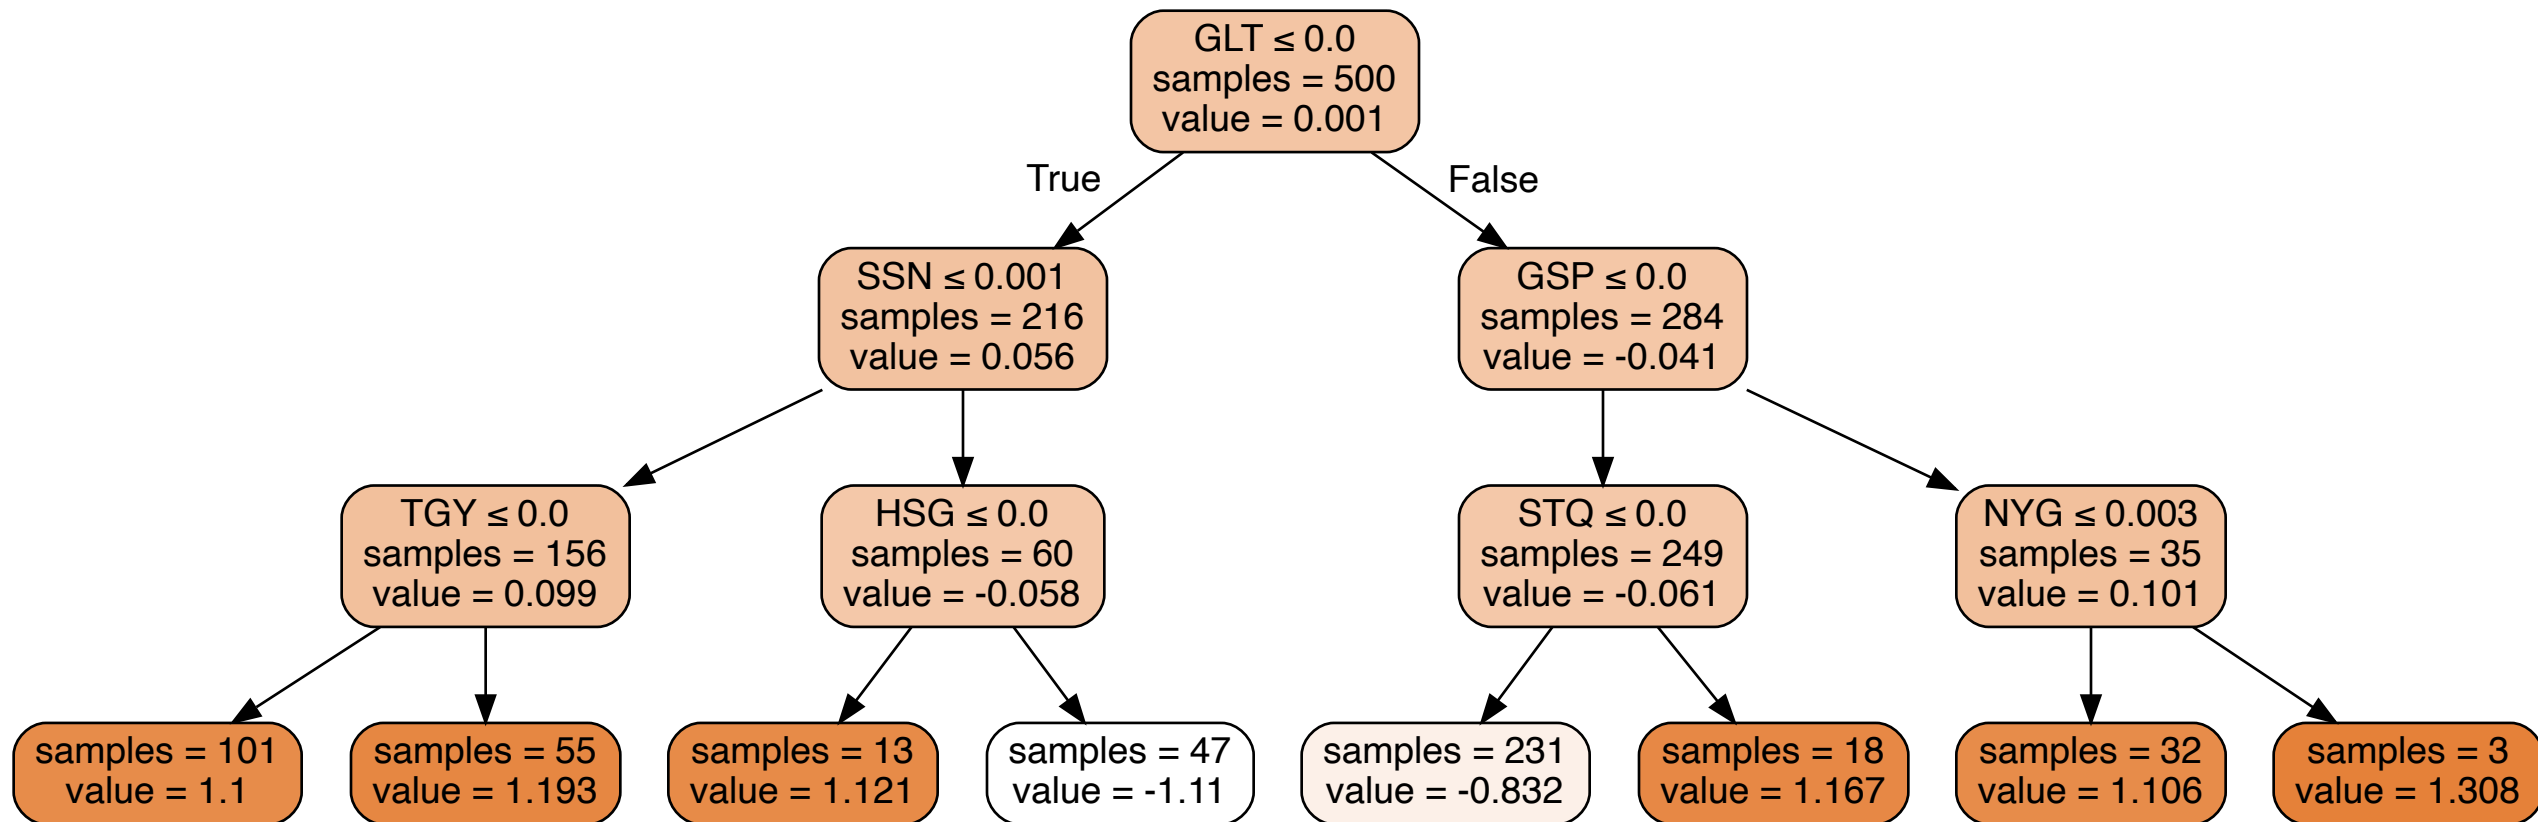 GLT ≤ 0.0
samples = 500
value = 0.001
True
False
SSN ≤ 0.001
samples = 216
value = 0.056
GSP ≤ 0.0
samples = 284
value = -0.041
TGY ≤ 0.0
samples = 156
value = 0.099
HSG ≤ 0.0
samples = 60
value = -0.058
STQ ≤ 0.0
samples = 249
value = -0.061
NYG ≤ 0.003
samples = 35
value = 0.101
samples = 101
value = 1.1
samples = 55
value = 1.193
samples = 13
value = 1.121
samples = 47
value = -1.11
samples = 231
value = -0.832
samples = 18
value = 1.167
samples = 32
value = 1.106
samples = 3
value = 1.308